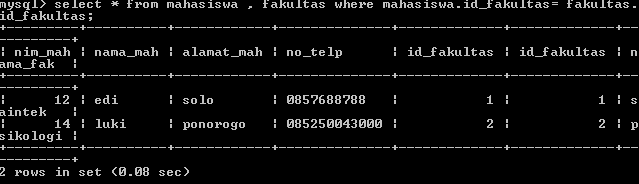 mysql> select * from mahasiswa , fakultas where mahasiswa.id_fakultas= fakultas.
id_fakultas;
+---------+----------+-------------+--------------+-------------+-------------+-
---------+
| nim_mah | nama_mah | alamat_mah | no_telp | id_fakultas | id_fakultas | n
ama_fak |
+---------+----------+-------------+--------------+-------------+-------------+-
---------+
| 12 | edi | solo | 0857688788 | 1 | 1 | s
aintek |
| 14 | luki | ponorogo | 085250043000 | 2 | 2 | p
sikologi |
+---------+----------+-------------+--------------+-------------+-------------+-
---------+
2 rows in set (0.08 sec)